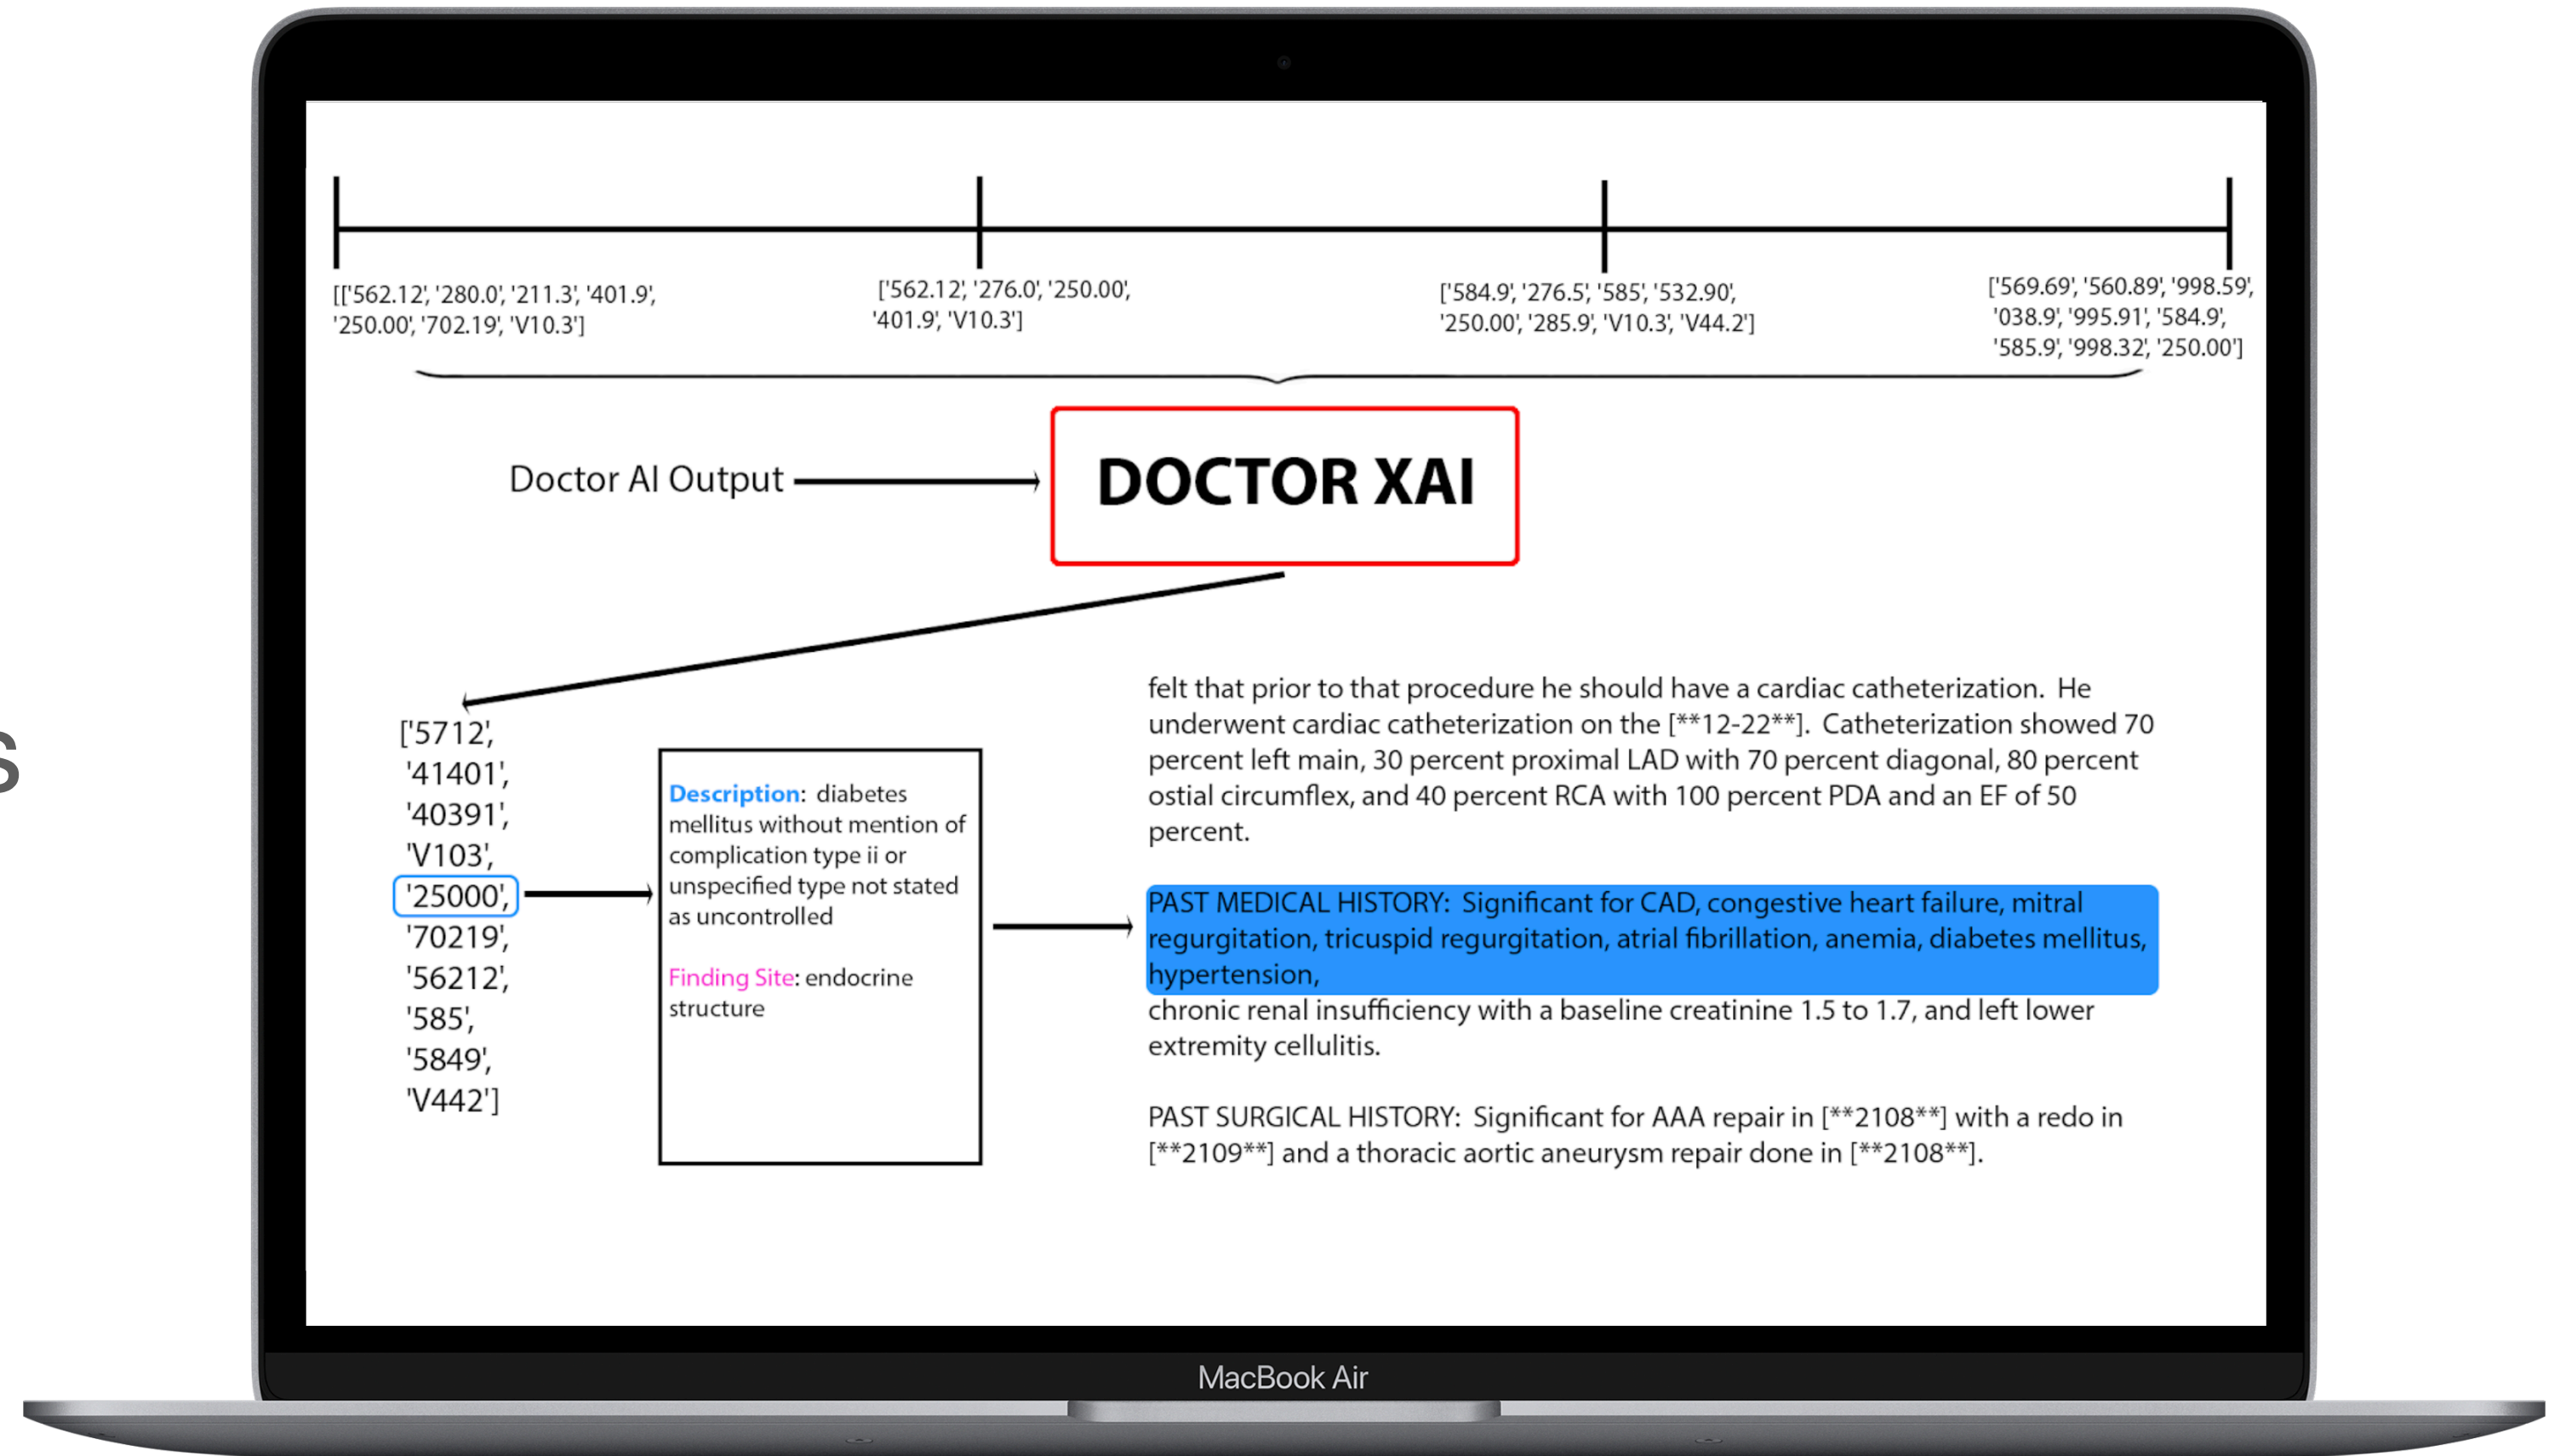 [['562.12', '280.0', '211.3', '401.9',
'250.00', '702.19', 'V10.3']
['562.12', '276.0', '250.00',
'401.9', 'V10.3']
['584.9', '276.5', '585', '532.90',
'250.00', '285.9', 'V10.3', 'V44.2']
['569.69', '560.89', '998.59',
'038.9', '995.91', '584.9',
'585.9', '998.32', '250.00']
Doctor AI Output
DOCTOR XAI
s
['5712',
'41401',
'40391',
'V103',
'25000',
'70219',
'56212',
'585',
'5849',
'V442']
Description: diabetes
mellitus without mention of
complication type ii or
unspecified type not stated
as uncontrolled
Finding Site: endocrine
structure
felt that prior to that procedure he should have a cardiac catheterization. He
underwent cardiac catheterization on the [**12-22**]. Catheterization showed 70
percent left main, 30 percent proximal LAD with 70 percent diagonal, 80 percent
ostial circumflex, and 40 percent RCA with 100 percent PDA and an EF of 50
percent.
PAST MEDICAL HISTORY: Significant for CAD, congestive heart failure, mitral
regurgitation, tricuspid regurgitation, atrial fibrillation, anemia, diabetes mellitus,
hypertension,
chronic renal insufficiency with a baseline creatinine 1.5 to 1.7, and left lower
extremity cellulitis.
PAST SURGICAL HISTORY: Significant for AAA repair in [**2108**] with a redo in
[**2109**] and a thoracic aortic aneurysm repair done in [**2108**].
MacBook Air